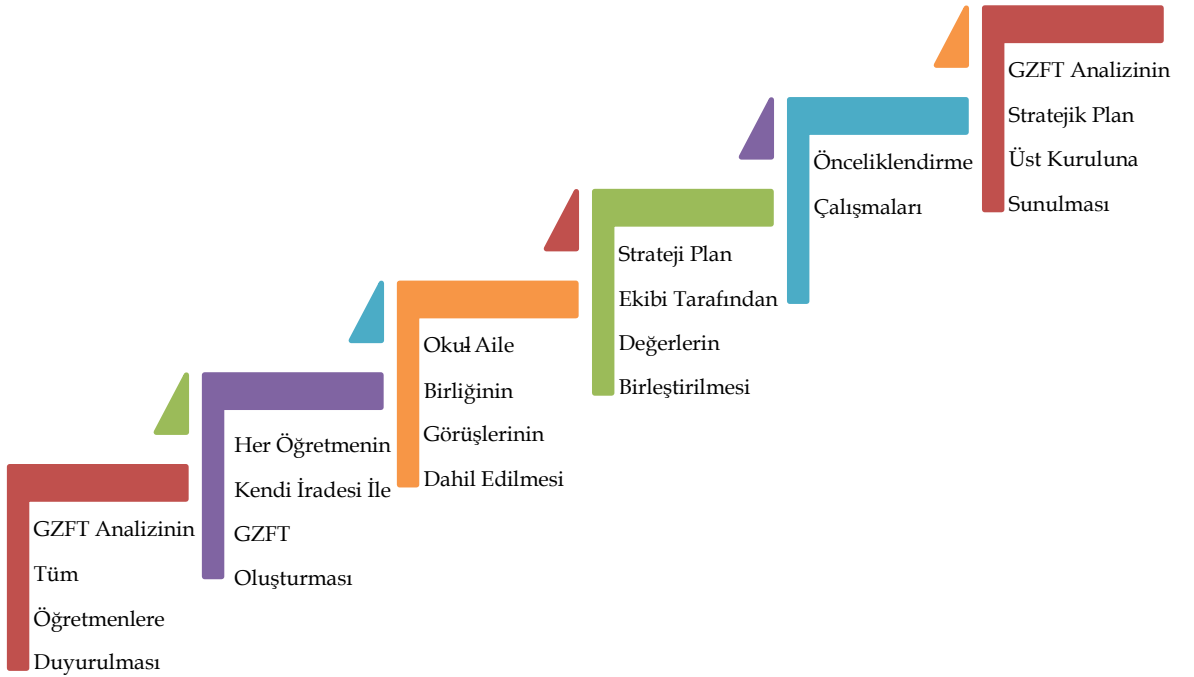 GZFT Analizinin
Tüm
Öğretmenlere
Duyurulması
Her Öğretmenin
Kendi İradesi İle
GZFT
Oluşturması
Okul-Aile
Birliğinin
Görüşlerinin
Dahil Edilmesi
Strateji Plan
Ekibi Tarafından
Değerlerin
Birleştirilmesi
Önceliklendirme
Çalışmaları
GZFT Analizinin
Stratejik Plan
Üst Kuruluna
Sunulması